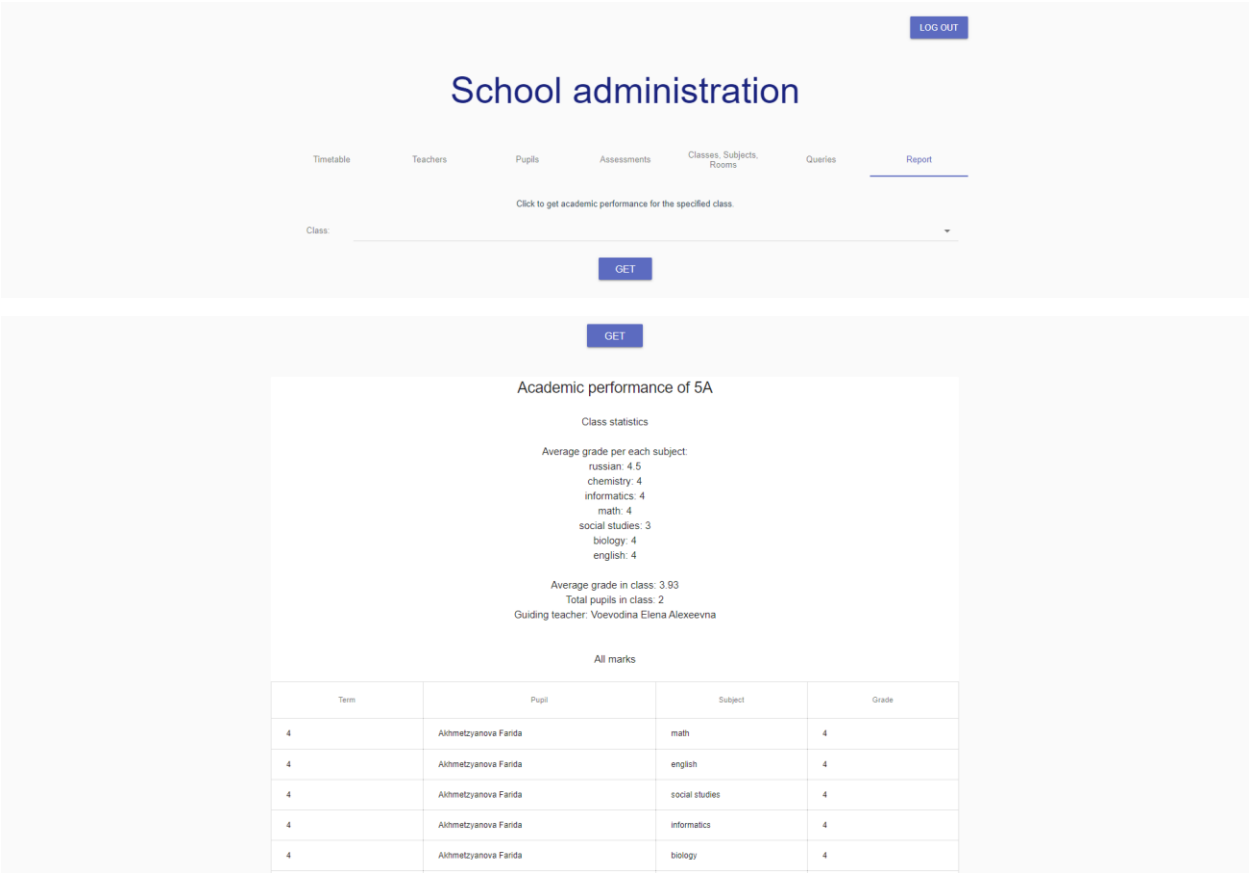 LOG OUT
School administration
Timetable Teachers Pupils Assessments Classes, Subjects, Rooms Queries Report
Click to get academic performance for the specified class.
Class:
GET
GET
Academic performance of 5A
Class statistics
Average grade per each subject:
russian: 4.5
chemistry: 4
informatics: 4
math: 4
social studies: 3
biology: 4
english: 4
Average grade in class: 3.93
Total pupils in class: 2
Guiding teacher: Voevodina Elena Alexeevna
All marks
Term Pupil Subject Grade
4 Akhmetzyanova Farida math 4
4 Akhmetzyanova Farida english 4
4 Akhmetzyanova Farida social studies 4
4 Akhmetzyanova Farida informatics 4
4 Akhmetzyanova Farida biology 4